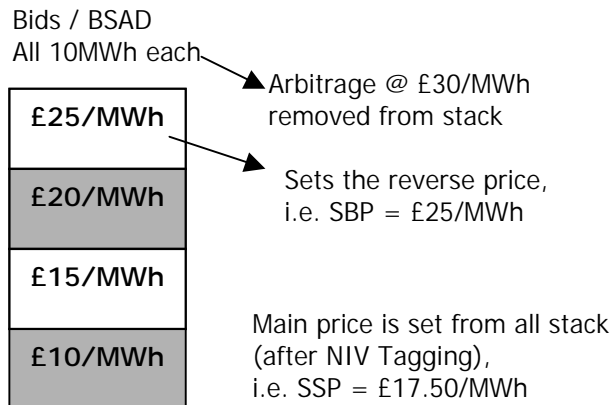 Bids / BSAD
All 10MWh each
Arbitrage @ £30/MWh
removed from stack
£25/MWh
Sets the reverse price,
i.e. SBP = £25/MWh
£20/MWh
£15/MWh
Main price is set from all stack
(after NIV Tagging),
i.e. SSP = £17.50/MWh
£10/MWh